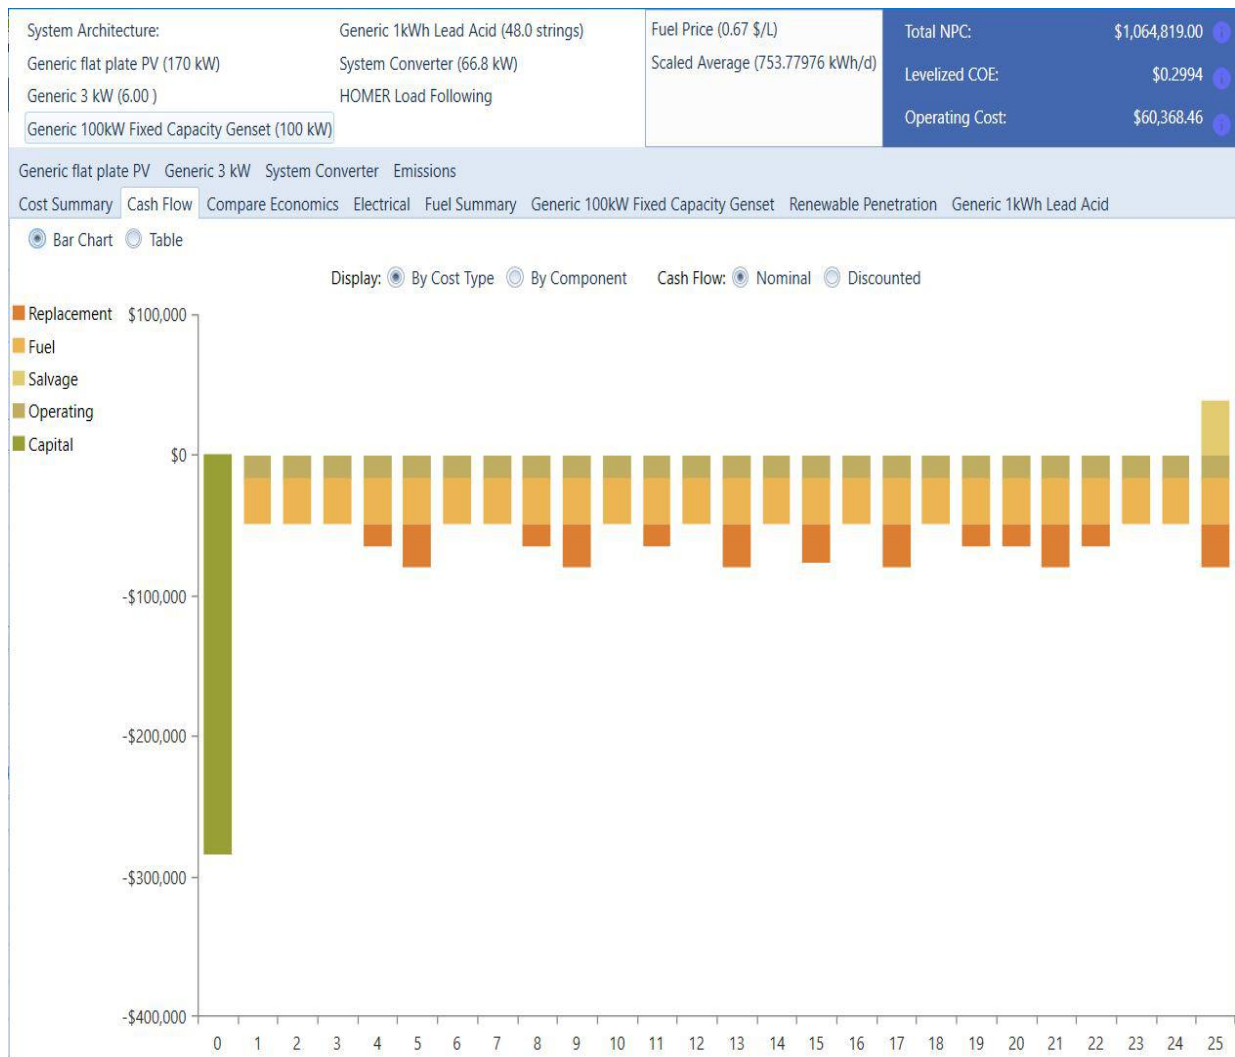 System Architecture:
Generic flat plate PV (170 kW)
Generic 3 kW (6.00 )
Generic 100kW Fixed Capacity Genset (100 kW)
Generic 1kWh Lead Acid (48.0 strings)
System Converter (66.8 kW)
HOMER Load Following
Fuel Price (0.67 $/L)
Scaled Average (753.77976 kWh/d)
Total NPC: $1,064,819.00
Levelized COE: $0.2994
Operating Cost: $60,368.46
Generic flat plate PV Generic 3 kW System Converter Emissions
Cost Summary Cash Flow Compare Economics Electrical Fuel Summary Generic 100kW Fixed Capacity Genset Renewable Penetration Generic 1kWh Lead Acid
Bar Chart Table
Display: By Cost Type By Component Cash Flow: Nominal Discounted
Replacement
Fuel
Salvage
Operating
Capital
$100,000
$0
-$100,000
-$200,000
-$300,000
-$400,000
0 1 2 3 4 5 6 7 8 9 10 11 12 13 14 15 16 17 18 19 20 21 22 23 24 25